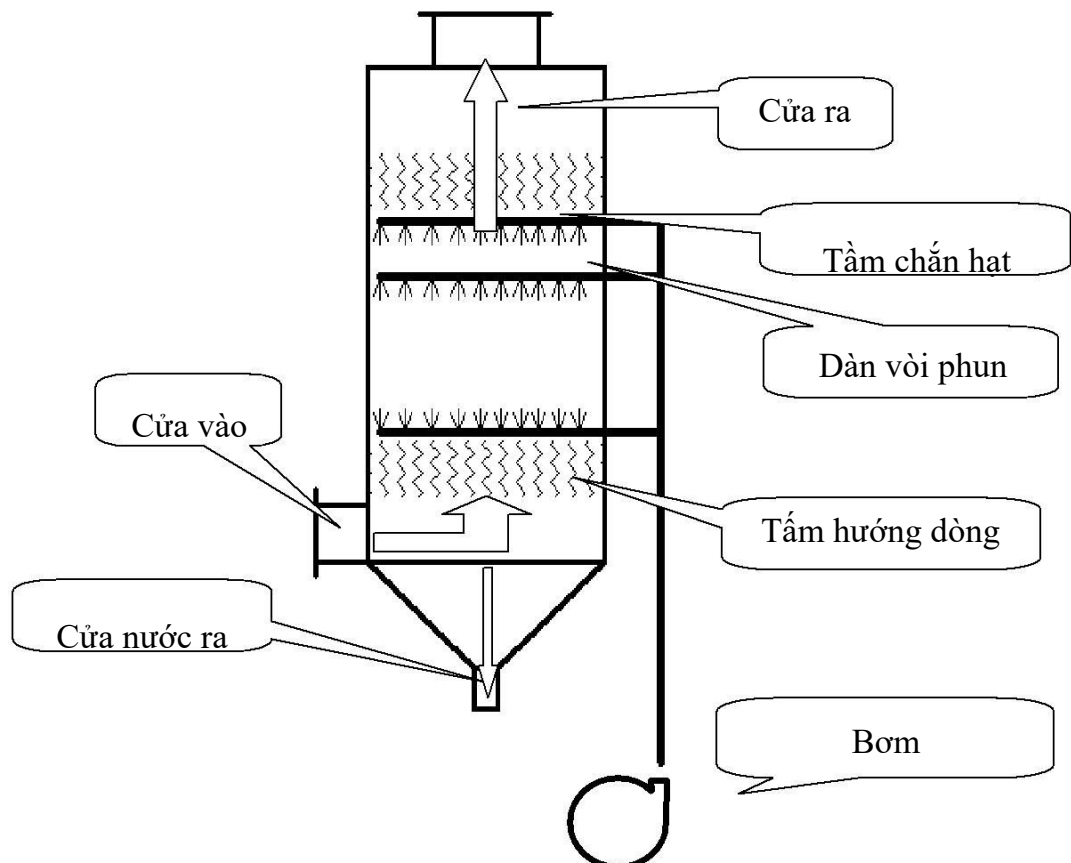 Cửa ra
Tầm chắn hạt
Dàn vòi phun
Cửa vào
Tấm hướng dòng
Cửa nước ra
Bơm